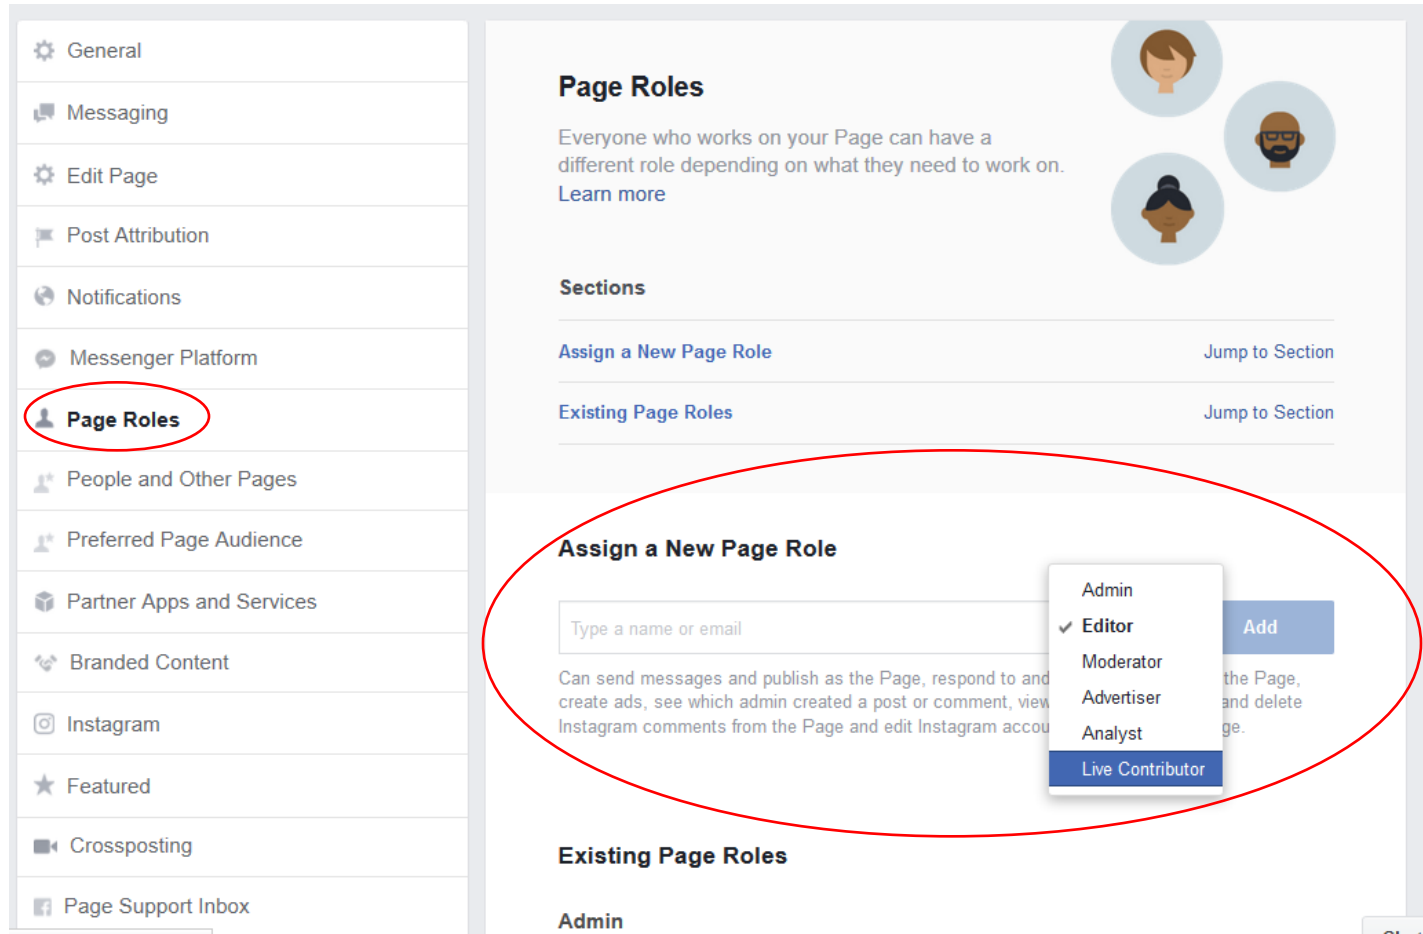 General
Messaging
Edit Page
Post Attribution
Notifications
Messenger Platform
Page Roles
People and Other Pages
Preferred Page Audience
Partner Apps and Services
Branded Content
Instagram
Featured
Crossposting
Page Support Inbox
Page Roles
Everyone who works on your Page can have a
different role depending on what they need to work on.
Learn more
Sections
Assign a New Page Role Jump to Section
Existing Page Roles Jump to Section
Assign a New Page Role
Type a name or email
Admin
Editor
Moderator
Advertiser
Analyst
Live Contributor
Add
Can send messages and publish as the Page, respond to and the Page,
create ads, see which admin created a post or comment, view and delete
Instagram comments from the Page and edit Instagram
Existing Page Roles
Admin